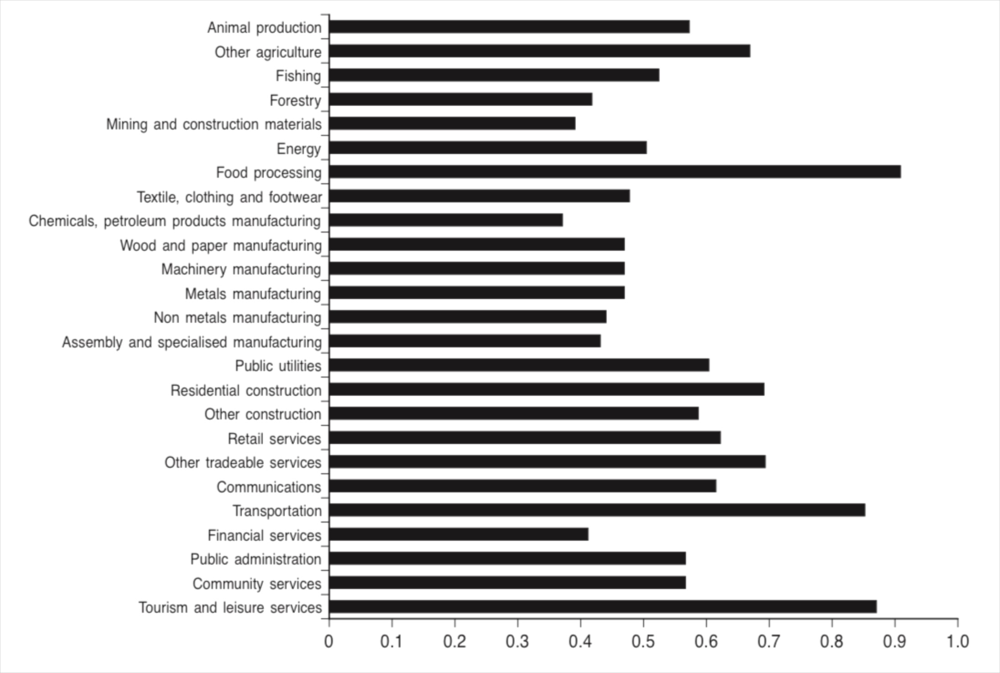 Animal production
Other agriculture
Fishing
Forestry
Mining and construction materials
Energy
Food processing
Textile, clothing and footwear
Chemicals, petroleum products manufacturing
Wood and paper manufacturing
Machinery manufacturing
Metals manufacturing
Non metals manufacturing
Assembly and specialised manufacturing
Public utilities
Residential construction
Other construction
Retail services
Other tradeable services
Communications
Transportation
Financial services
Public administration
Community services
Tourism and leisure services
0 0.1 0.2 0.3 0.4 0.5 0.6 0.7 0.8 0.9 1.0